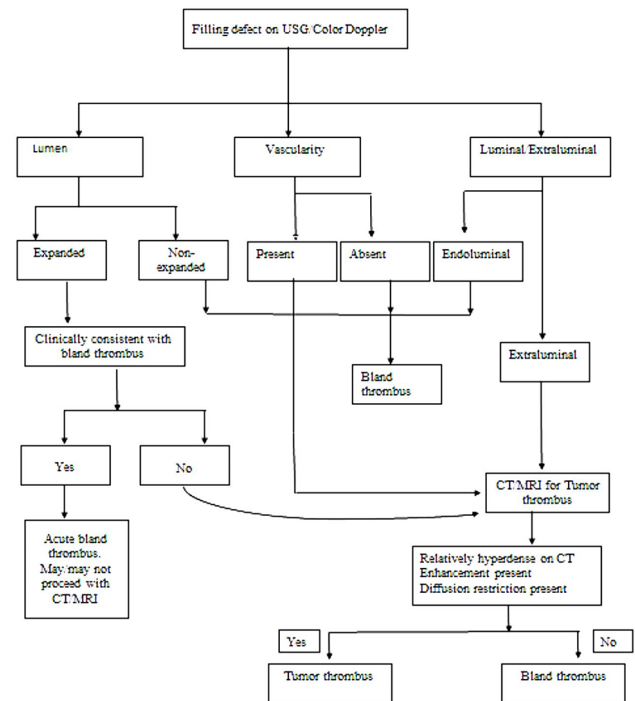 Filling defect on USG/Color Doppler
Lumen
Vascularity
Luminal/Extraluminal
Expanded
Non-
expanded
Present
Absent
Endoluminal
Clinically consistent with
bland thrombus
Extraluminal
Bland
thrombus
Yes
No
CT/MRI for Tumor
thrombus
Acute bland
thrombus.
May/may not
proceed with
CT/MRI
Relatively hyperdense on CT
Enhancement present
Diffusion restriction present
Yes
No
Tumor thrombus
Bland thrombus